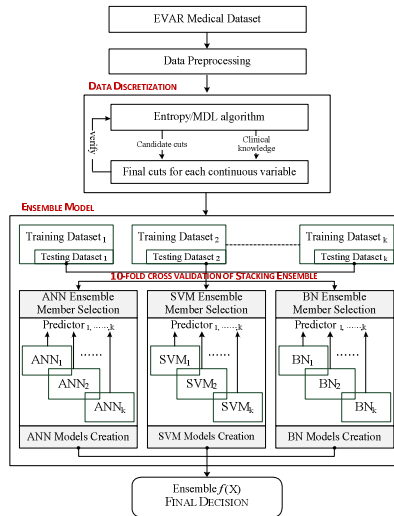 EVAR Medical Dataset
Data Preprocessing
DATA DISCRETIZATION
Entropy/MDL algorithm
verify
Candidate cuts
Clinical knowledge
Final cuts for each continuous variable
ENSEMBLE MODEL
Training Dataset 1
Testing Dataset 1
Training Dataset 2
Testing Dataset 2
Training Dataset k
Testing Dataset k
10-FOLD CROSS VALIDATION OF STACKING ENSEMBLE
ANN Ensemble
Member Selection
Predictor 1, ......,k
ANN1
......
ANN2
ANNk
ANN Models Creation
SVM Ensemble
Member Selection
Predictor 1, ......,k
SVM1
......
SVM2
SVMk
SVM Models Creation
BN Ensemble
Member Selection
Predictor 1, ......,k
BN1
......
BN2
BNk
BN Models Creation
Ensemble f(X)
FINAL DECISION